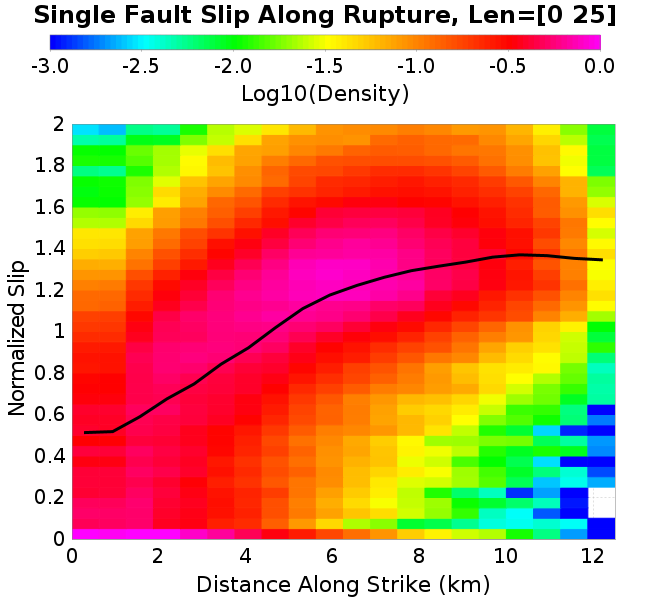 Single Fault Slip Along Rupture, Len=[0 25]
-3.0 -2.5 -2.0 -1.5 -1.0 -0.5 0.0
Log10(Density)
Normalized Slip
2
1.8
1.6
1.4
1.2
1
0.8
0.6
0.4
0.2
0
0 2 4 6 8 10 12
Distance Along Strike (km)